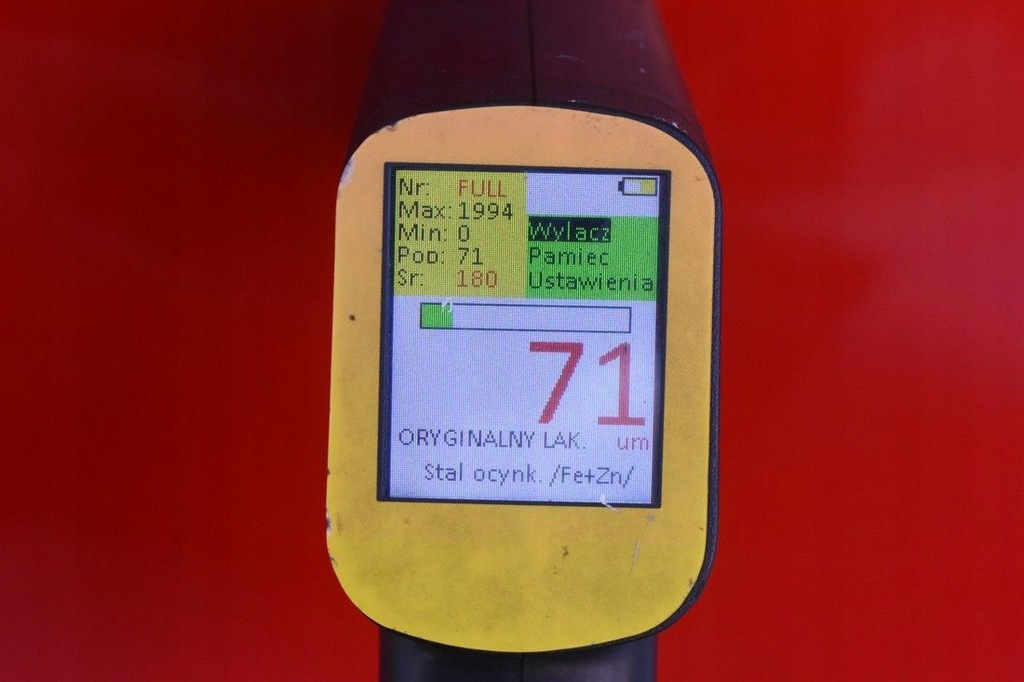 Nr: FULL
Max: 1994
Min: 0
Pop: 71
Sr: 180
Wylacz
Pamiec
Ustawienia
71
ORYGINALNY LAK. um
Stal ocynk. /Fe+Zn/